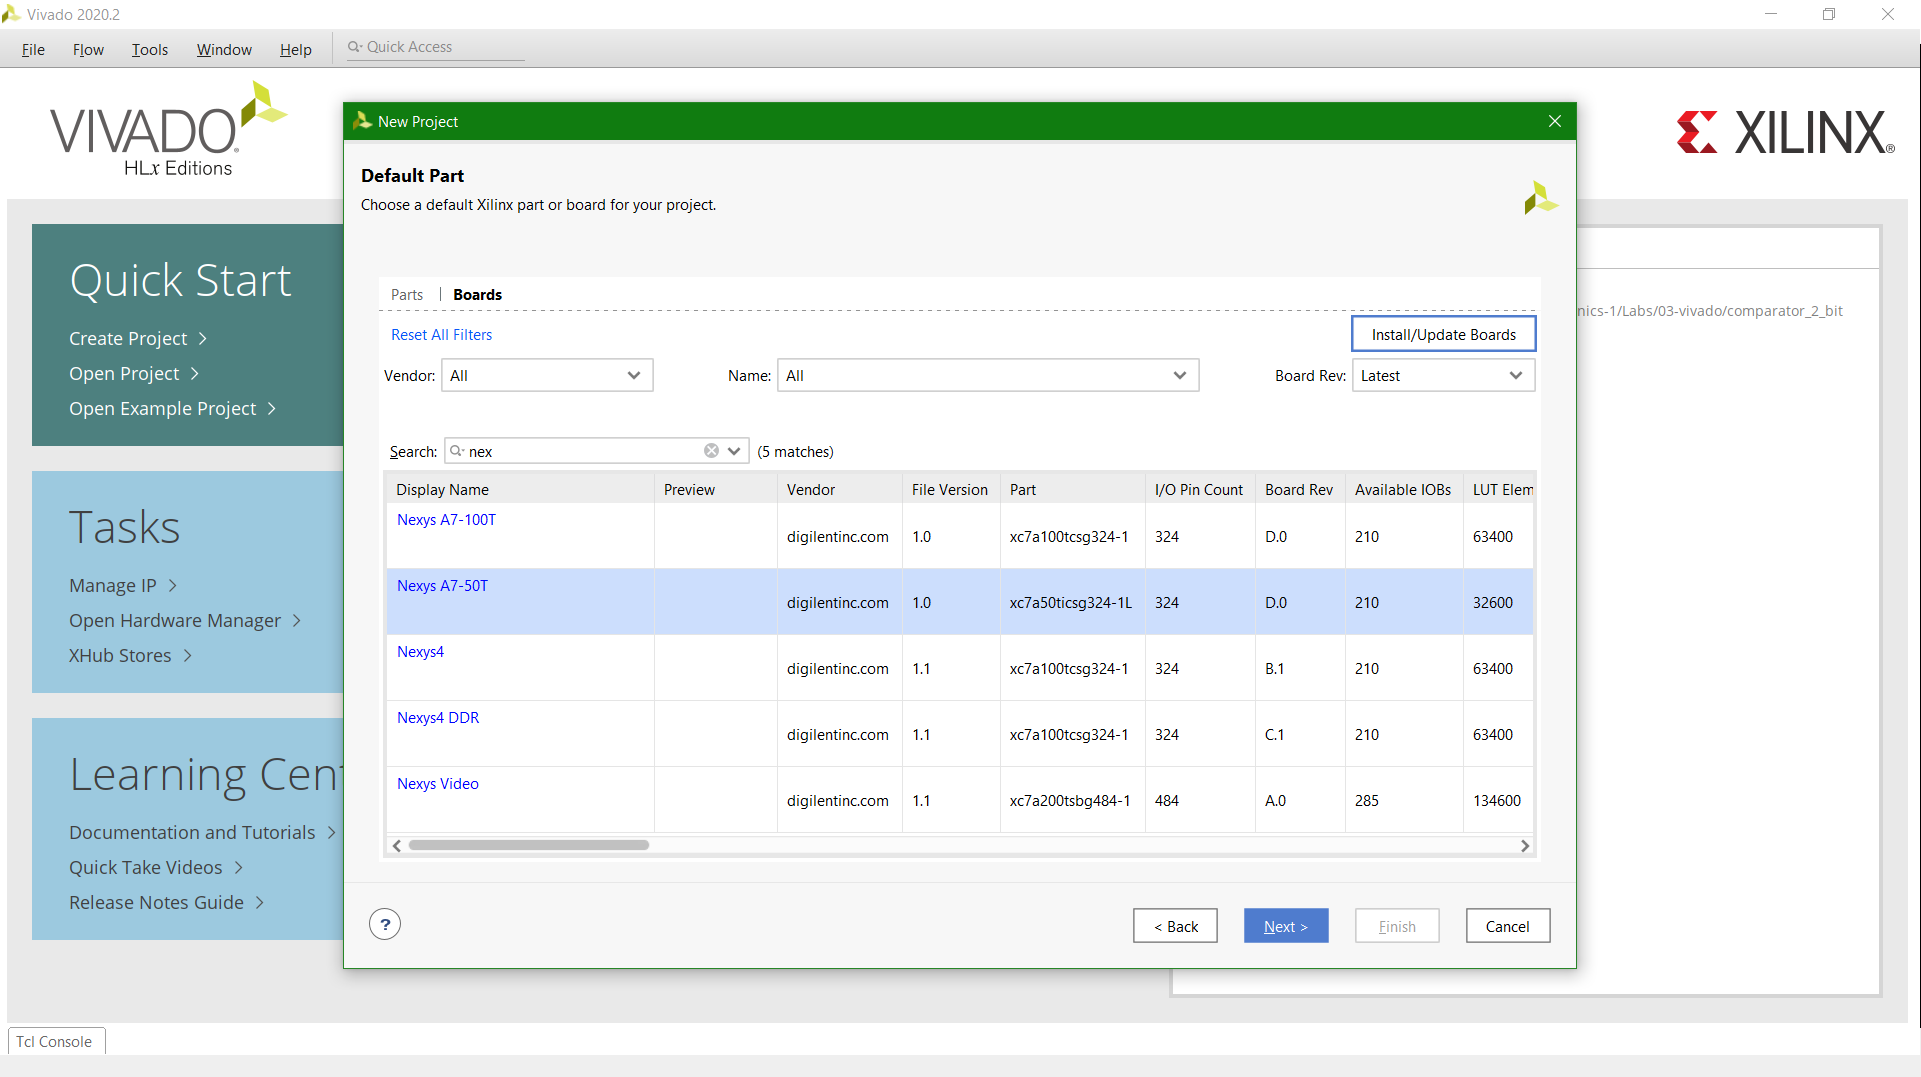 Vivado 2020.2
File Flow Tools Window Help Quick Access
VIVADO®
HLx Editions
XILINX®
New Project
Default Part
Choose a default Xilinx part or board for your project.
Quick Start
Create Project >
Open Project >
Open Example Project >
Tasks
Manage IP >
Open Hardware Manager >
XHub Stores >
Learning Cent
Documentation and Tutorials >
Quick Take Videos >
Release Notes Guide >
nics-1/Labs/03-vivado/comparator_2_bit
Parts | Boards
Reset All Filters Install/Update Boards
Vendor: All Name: All Board Rev: Latest
Search: nex (5 matches)
Display Name Preview Vendor File Version Part I/O Pin Count Board Rev Available IOBs LUT Elem
Nexys A7-100T digilentinc.com 1.0 xc7a100tcsg324-1 324 D.0 210 63400
Nexys A7-50T digilentinc.com 1.0 xc7a50ticsg324-1L 324 D.0 210 32600
Nexys4 digilentinc.com 1.1 xc7a100tcsg324-1 324 B.1 210 63400
Nexys4 DDR digilentinc.com 1.1 xc7a100tcsg324-1 324 C.1 210 63400
Nexys Video digilentinc.com 1.1 xc7a200tsbg484-1 484 A.0 285 134600
? < Back Next > Finish Cancel
Tcl Console